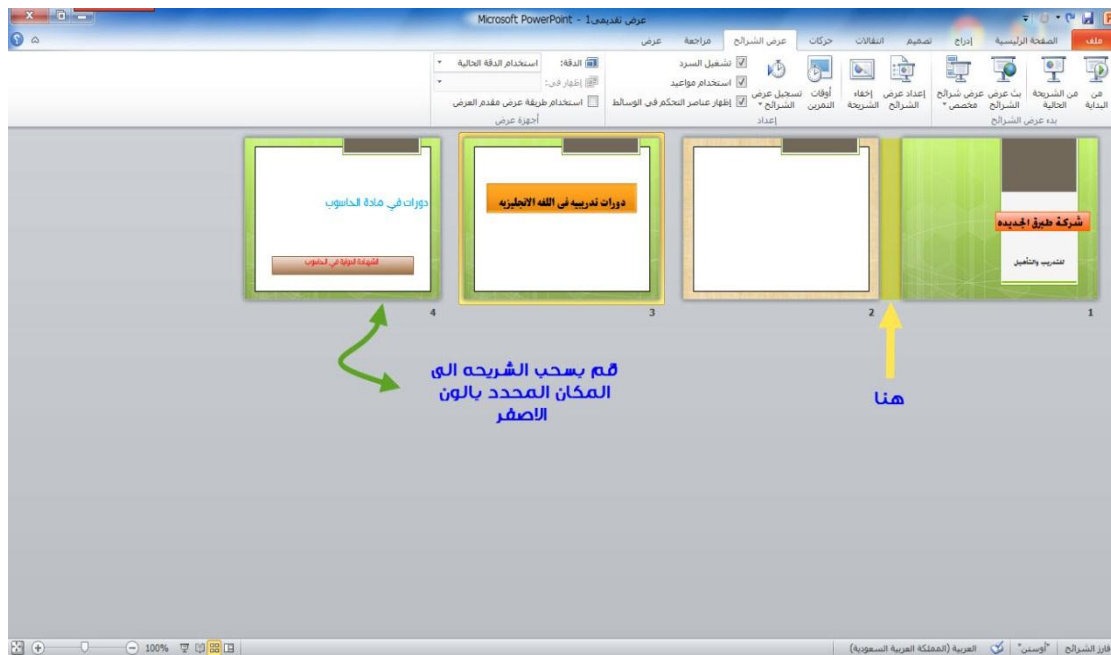 عرض تقديمي1 - Microsoft PowerPoint
ملف
الصفحة الرئيسية
إدراج
تصميم
انتقالات
حركات
عرض الشرائح
مراجعة
عرض
من البداية
من الشريحة الحالية
بث عرض الشرائح
عرض شرائح مخصص
إعداد عرض الشرائح
إخفاء الشريحة
أوقات التمرين
تسجيل عرض الشرائح
تشغيل السرد
استخدام مواعيد
إظهار عناصر التحكم في الوسائط
الدقة:
استخدام الدقة الحالية
إظهار في:
استخدام طريقة عرض مقدم العرض
بدء عرض الشرائح
إعداد
أجهزة عرض
شركة طبرق الجديده
للتدريب والتأهيل
دورات تدريبيه في اللغه الانجليزيه
دورات في مادة الحاسوب
الشهادة الدولية في الحاسوب
1
2
3
4
هنا
قم بسحب الشريحه الى
المكان المحدد بالون
الاصفر
فارز الشرائح
"أوستن"
العربية (المملكة العربية السعودية)
100%